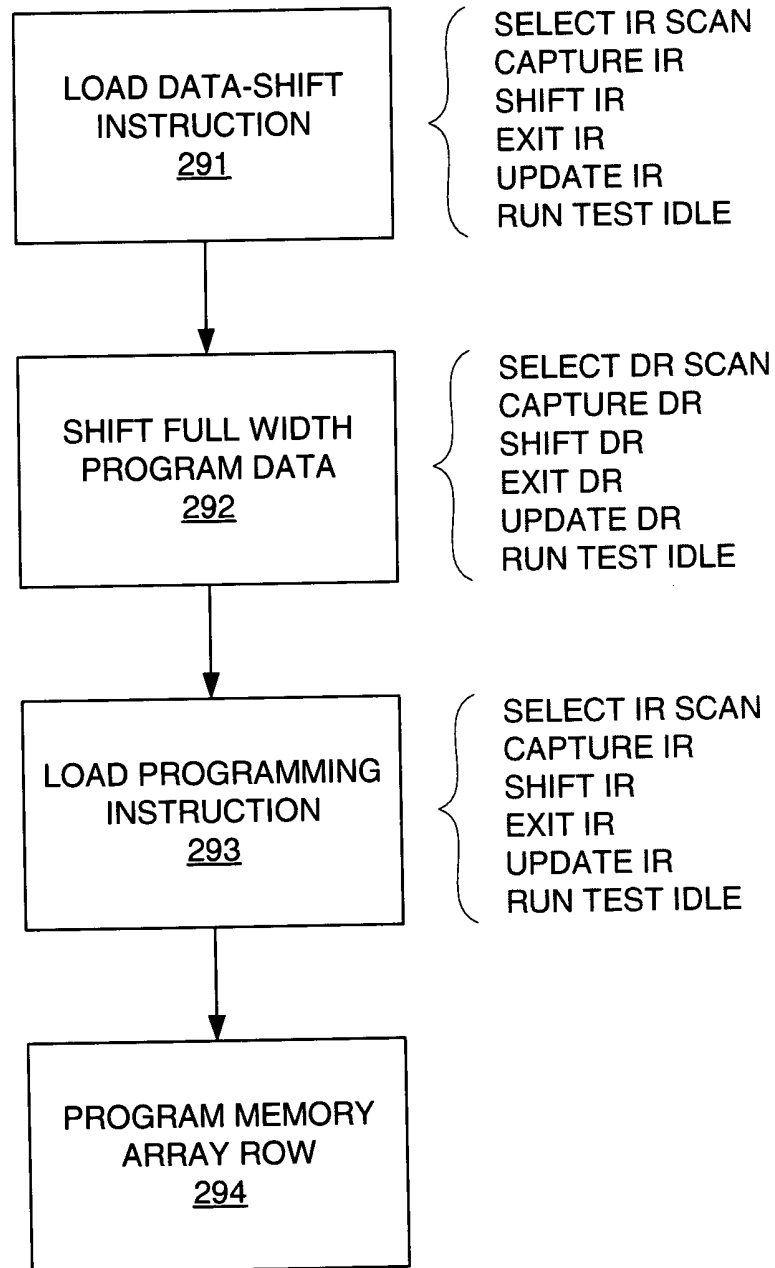 LOAD DATA-SHIFT
INSTRUCTION
291
SELECT IR SCAN
CAPTURE IR
SHIFT IR
EXIT IR
UPDATE IR
RUN TEST IDLE
SHIFT FULL WIDTH
PROGRAM DATA
292
SELECT DR SCAN
CAPTURE DR
SHIFT DR
EXIT DR
UPDATE DR
RUN TEST IDLE
LOAD PROGRAMMING
INSTRUCTION
293
SELECT IR SCAN
CAPTURE IR
SHIFT IR
EXIT IR
UPDATE IR
RUN TEST IDLE
PROGRAM MEMORY
ARRAY ROW
294